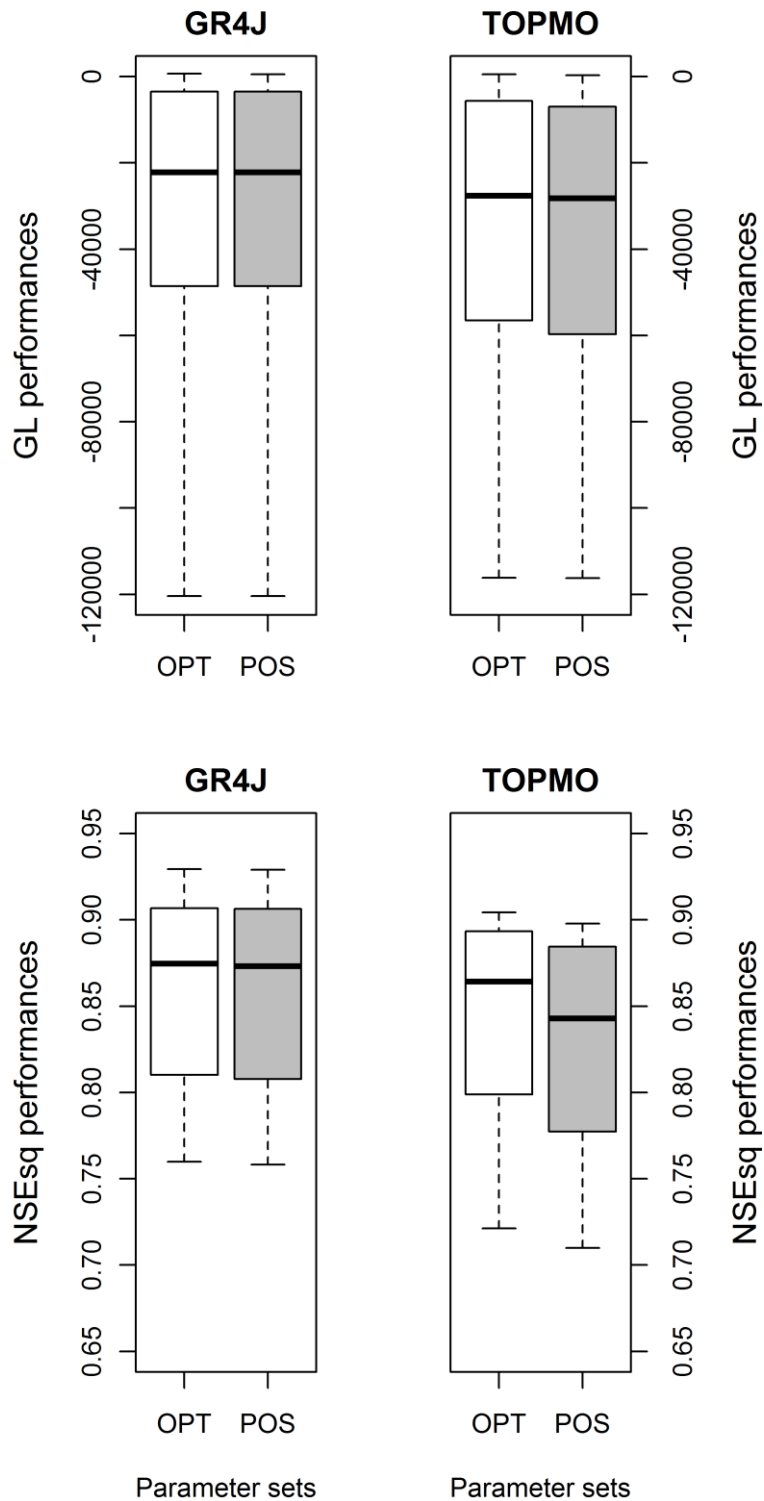 GR4J
TOPMO
GL performances
0
-40000
-80000
-120000
0
-40000
-80000
-120000
GL performances
OPT POS
OPT POS
GR4J
TOPMO
NSEsq performances
0.95
0.90
0.85
0.80
0.75
0.70
0.65
0.95
0.90
0.85
0.80
0.75
0.70
0.65
NSEsq performances
OPT POS
OPT POS
Parameter sets
Parameter sets